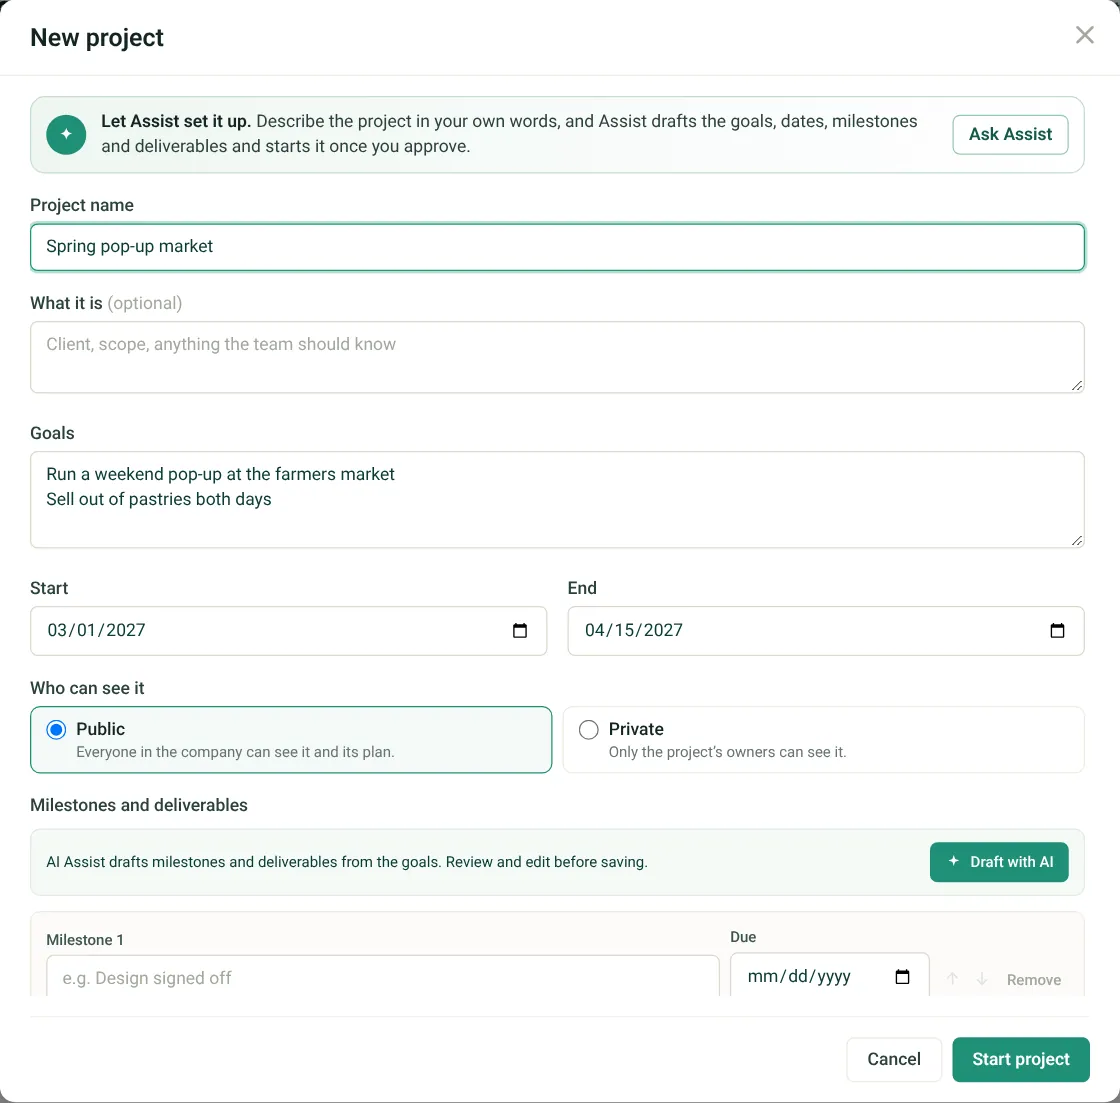 New project
Let Assist set it up. Describe the project in your own words, and Assist drafts the goals, dates, milestones
and deliverables and starts it once you approve.
Ask Assist
Project name
Spring pop-up market
What it is (optional)
Client, scope, anything the team should know
Goals
Run a weekend pop-up at the farmers market
Sell out of pastries both days
Start
End
03/01/2027
04/15/2027
Who can see it
Public
Everyone in the company can see it and its plan.
Private
Only the project's owners can see it.
Milestones and deliverables
AI Assist drafts milestones and deliverables from the goals. Review and edit before saving.
Draft with AI
Milestone 1
Due
e.g. Design signed off
mm/dd/yyyy
Remove
Cancel
Start project